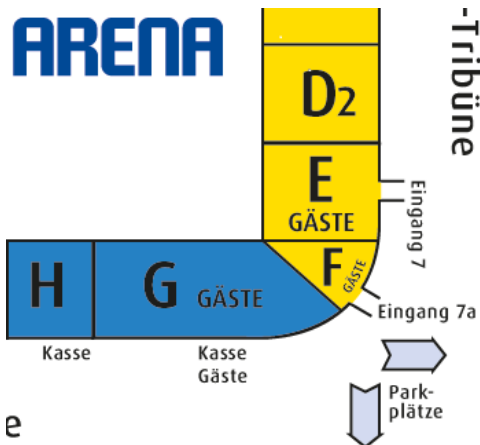 ARENA
-Tribüne
D2
E
GÄSTE
Eingang 7
F
GÄSTE
H
G GÄSTE
Eingang 7a
Kasse
Kasse
Gäste
Park-
plätze
e